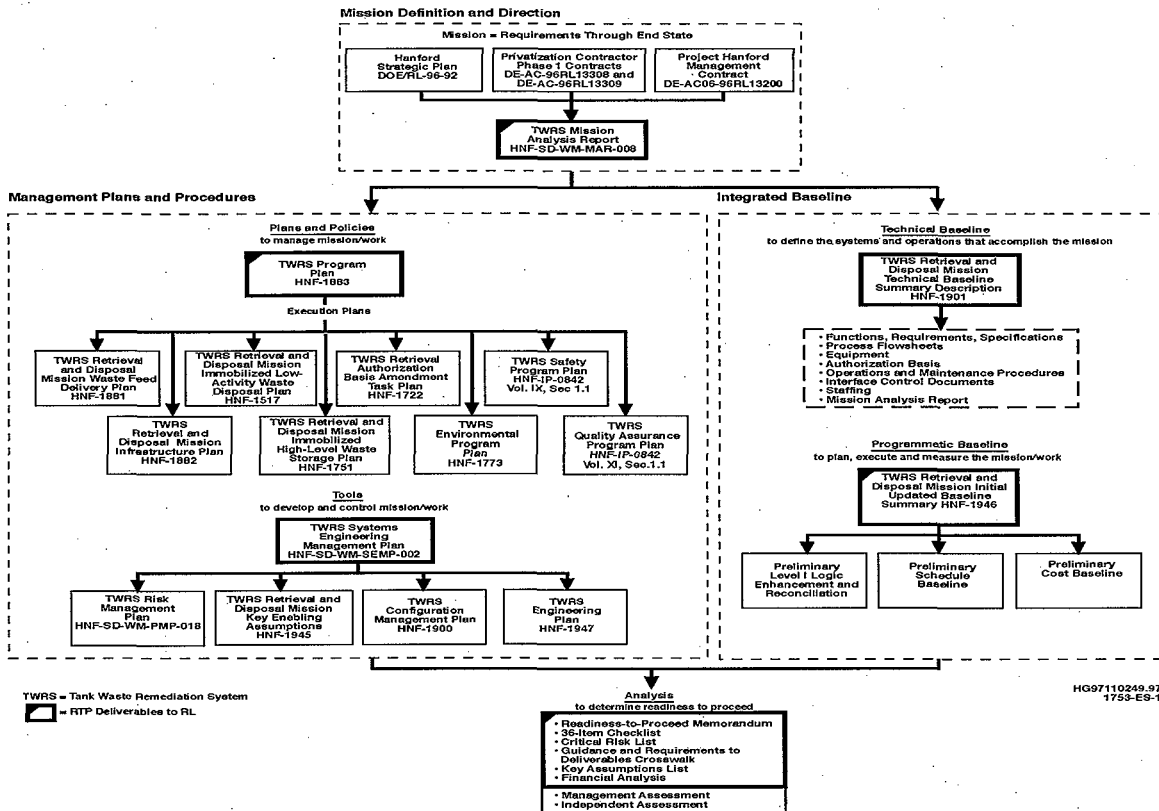 Mission Definition and Direction
Mission = Requirements Through End State
Hanford
Strategic Plan
DOE/RL-96-92
Privatization Contractor
Phase 1 Contracts
DE-AC-96RL13308 and
DE-AC-96RL13309
Project Hanford
Management
Contract
DE-AC06-96RL13200
TWRS Mission
Analysis Report
HNF-SD-WM-MAR-008
Management Plans and Procedures
Plans and Policies
to manage mission/work
TWRS Program
Plan
HNF-1883
Execution Plans
TWRS Retrieval
and Disposal
Mission Waste Feed
Delivery Plan
HNF-1881
TWRS Retrieval and
Disposal Mission
Immobilized Low-
Activity Waste
Disposal Plan
HNF-1517
TWRS Retrieval
Authorization
Basis Amendment
Task Plan
HNF-1722
TWRS Safety
Program Plan
HNF-IP-0842
Vol. IX, Sec 1.1
TWRS
Retrieval and
Disposal Mission
Infrastructure Plan
HNF-1882
TWRS Retrieval and
Disposal Mission
Immobilized
High-Level Waste
Storage Plan
HNF-1751
TWRS
Environmental
Program
Plan
HNF-1773
TWRS
Quality Assurance
Program Plan
HNF-IP-0842
Vol. XI, Sec.1.1
Tools
to develop and control mission/work
TWRS Systems
Engineering
Management Plan
HNF-SD-WM-SEMP-002
TWRS Risk
Management
Plan
HNF-SD-WM-PMP-018
TWRS Retrieval and
Disposal Mission
Key Enabling
Assumptions
HNF-1945
TWRS
Configuration
Management Plan
HNF-1900
TWRS
Engineering
Plan
HNF-1947
Integrated Baseline
Technical Baseline
to define the systems and operations that accomplish the mission
TWRS Retrieval and
Disposal Mission
Technical Baseline
Summary Description
HNF-1901
• Functions, Requirements, Specifications
• Process Flowsheets
• Equipment
• Authorization Basis
• Operations and Maintenance Procedures
• Interface Control Documents
• Staffing
• Mission Analysis Report
Programmatic Baseline
to plan, execute and measure the mission/work
TWRS Retrieval and
Disposal Mission Initial
Updated Baseline
Summary HNF-1946
Preliminary
Level I Logic
Enhancement and
Reconciliation
Preliminary
Schedule
Baseline
Preliminary
Cost Baseline
TWRS = Tank Waste Remediation System
= RTP Deliverables to RL
HG97110249.97
1753-ES-1
Analysis
to determine readiness to proceed
• Readiness-to-Proceed Memorandum
• 36-Item Checklist
• Critical Risk List
• Guidance and Requirements to
Deliverables Crosswalk
• Key Assumptions List
• Financial Analysis
• Management Assessment
• Independent Assessment